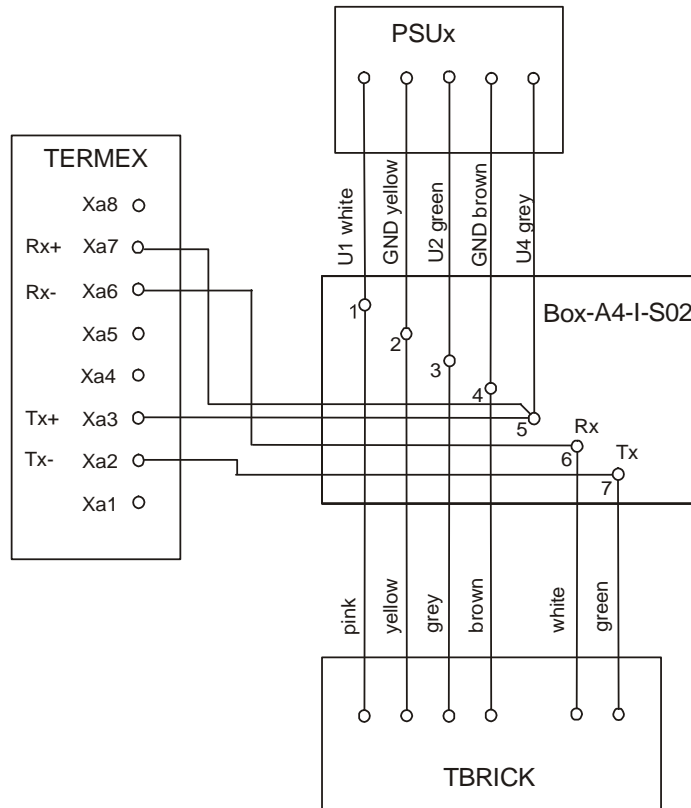 PSUx
TERMEX
Xa8
Rx+ Xa7
Rx- Xa6
Xa5
Xa4
Tx+ Xa3
Tx- Xa2
Xa1
U1 white
GND yellow
U2 green
GND brown
U4 grey
Box-A4-I-S02
1
2
3
4
5
Rx
6
Tx
7
pink
yellow
grey
brown
white
green
TBRICK